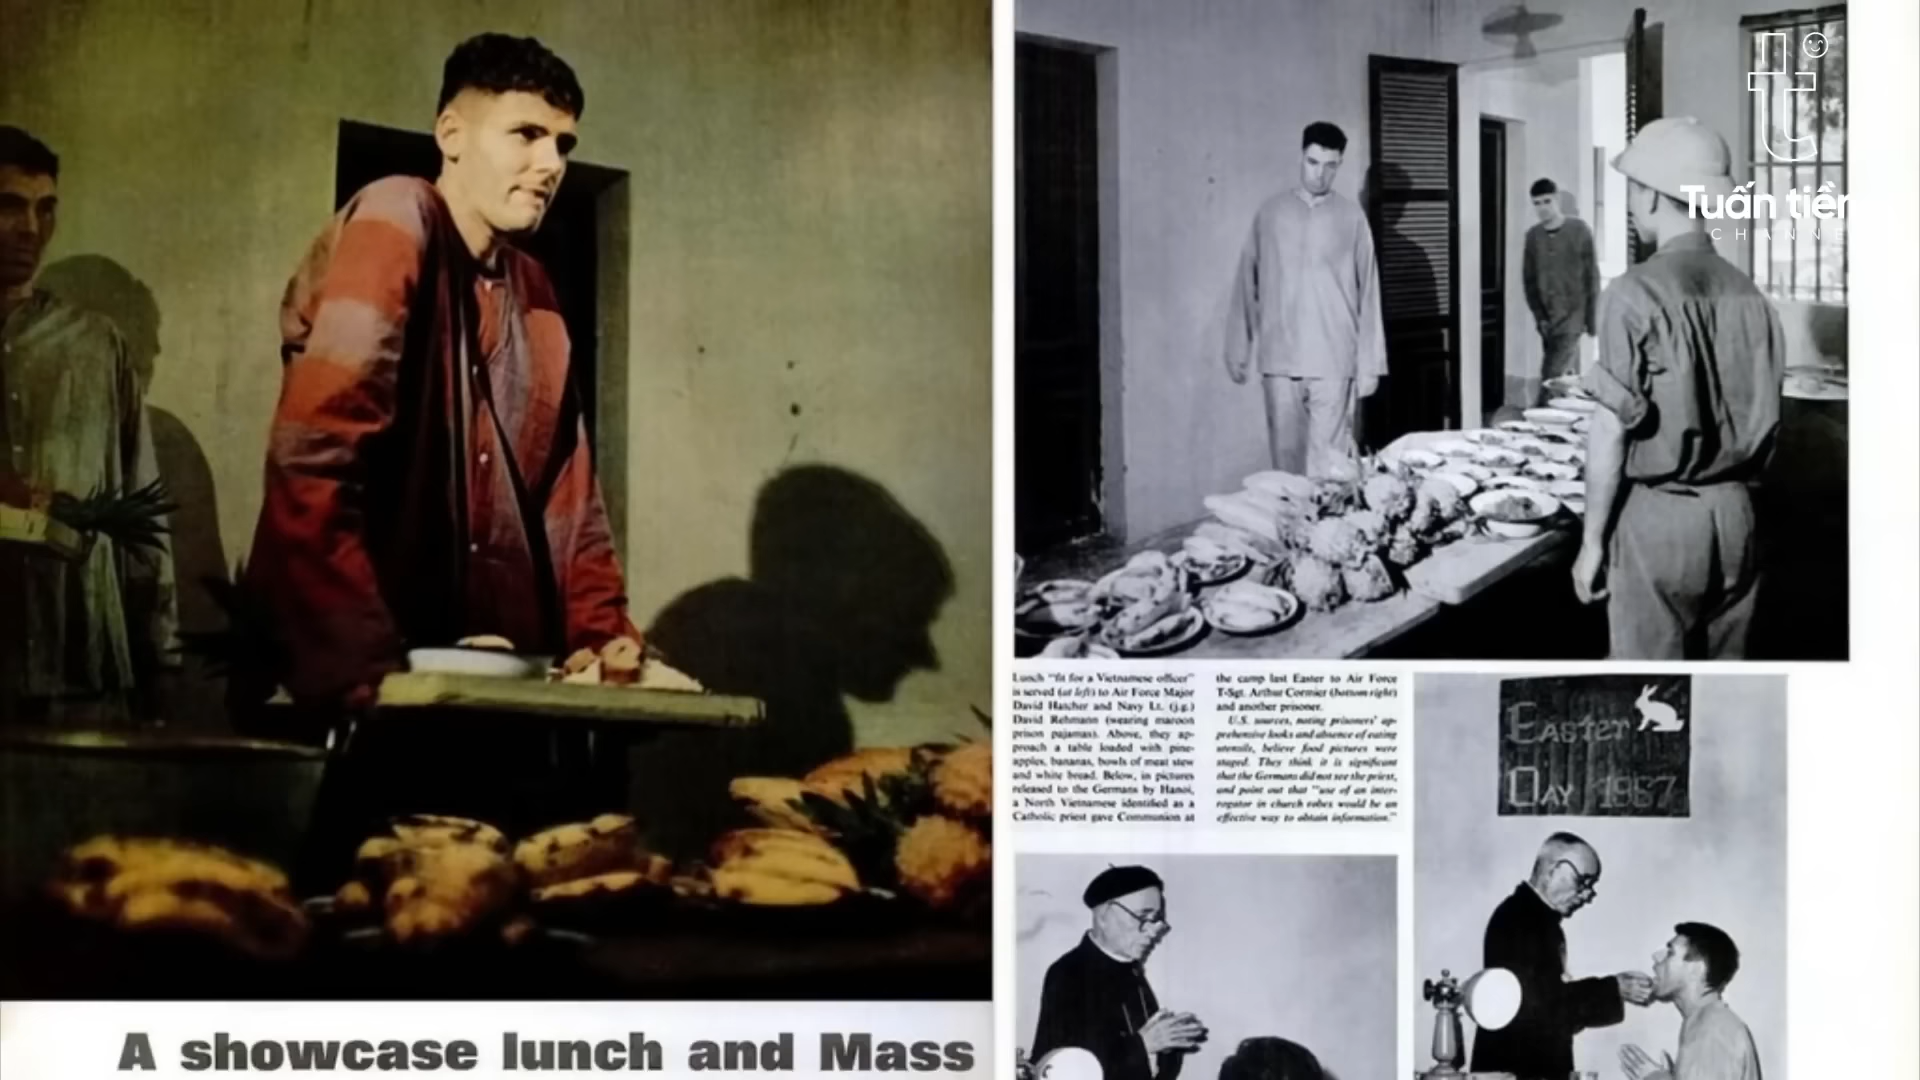 Tuấn tiền
CHANNE
Lunch "fit for a Vietnamese officer"
is served (at left) to Air Force Major
David Hatcher and Navy Lt. (j.g.)
David Rehmann (wearing maroon
prison pajamas). Above, they ap-
proach a table loaded with pine-
apples, bananas, bowls of meat stew
and white bread. Below, in pictures
released to the Germans by Hanoi,
a North Vietnamese identified as a
Catholic priest gave Communion at
the camp last Easter to Air Force
T-Sgt. Arthur Cormier (bottom right)
and another prisoner.
U.S. sources, noting prisoners' ap-
prehensive looks and absence of eating
utensils, believe food pictures were
staged. They think it is significant
that the Germans did not see the priest,
and point out that "use of an inter-
rogator in church robes would be an
effective way to obtain information."
EASTER
DAY 1967
A showcase lunch and Mass